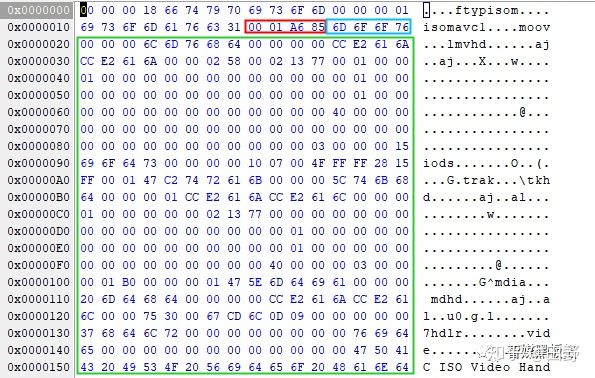 0x0000000 00 00 00 18 66 74 79 70 69 73 6F 6D 00 00 00 01 ....ftypisom....
0x0000010 69 73 6F 6D 61 76 63 31 00 01 A6 85 6D 6F 6F 76 isomavcl....moov
0x0000020 00 00 00 6C 6D 76 68 64 00 00 00 00 CC E2 61 6A ...lmvhd......aj
0x0000030 CC E2 61 6A 00 00 02 58 00 02 13 77 00 01 00 00 ..aj...X...w....
0x0000040 01 00 00 00 00 00 00 00 00 00 00 00 00 01 00 00 ................
0x0000050 00 00 00 00 00 00 00 00 00 00 00 00 00 01 00 00 ................
0x0000060 00 00 00 00 00 00 00 00 00 00 00 00 40 00 00 00 ............@...
0x0000070 00 00 00 00 00 00 00 00 00 00 00 00 00 00 00 00 ................
0x0000080 00 00 00 00 00 00 00 00 00 00 00 03 00 00 00 15 ................
0x0000090 69 6F 64 73 00 00 00 00 10 07 00 4F FF FF 28 15 iods.......O..(.
0x00000A0 FF 00 01 47 C2 74 72 61 6B 00 00 00 5C 74 6B 68 ...G.trak...\tkh
0x00000B0 64 00 00 00 01 CC E2 61 6A CC E2 61 6C 00 00 00 d......aj..al...
0x00000C0 01 00 00 00 00 00 02 13 77 00 00 00 00 00 00 00 ........w.......
0x00000D0 00 00 00 00 00 00 00 00 00 01 00 00 00 00 00 00 ................
0x00000E0 00 00 00 00 00 00 00 00 00 01 00 00 00 00 00 00 ................
0x00000F0 00 00 00 00 00 00 00 00 40 00 00 00 03 00 00 00 ........@.......
0x0000100 00 01 B0 00 00 00 01 47 5E 6D 64 69 61 00 00 00 .......G^mdia...
0x0000110 20 6D 64 68 64 00 00 00 00 CC E2 61 6A CC E2 61 mdhd......aj..a
0x0000120 6C 00 00 75 30 00 67 CD 6C 0D 09 00 00 00 00 00 l..u0.g.l.......
0x0000130 37 68 64 6C 72 00 00 00 00 00 00 00 00 76 69 64 7hdlr........vid
0x0000140 65 00 00 00 00 00 00 00 00 00 00 00 00 47 50 41 e
0x0000150 43 20 49 53 4F 20 56 69 64 65 6F 20 48 61 6E 64 C ISO Video Hand
知乎